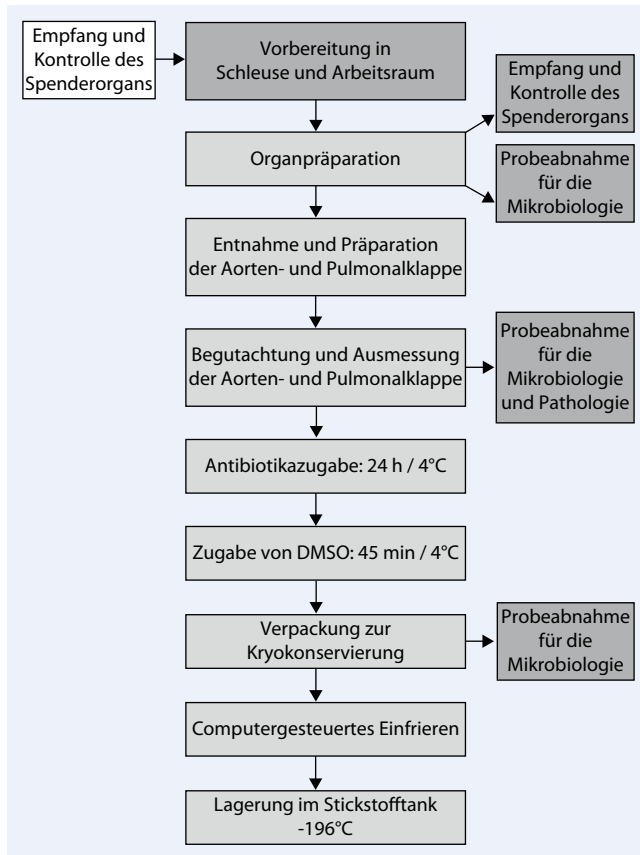 Empfang und
Kontrolle des
Spenderorgans
Vorbereitung in
Schleuse und Arbeitsraum
Empfang und
Kontrolle des
Spenderorgans
Organpräparation
Probeabnahme
für die
Mikrobiologie
Entnahme und Präparation
der Aorten- und Pulmonalklappe
Begutachtung und Ausmessung
der Aorten- und Pulmonalklappe
Probeabnahme
für die
Mikrobiologie
und Pathologie
Antibiotikazugabe: 24 h / 4°C
Zugabe von DMSO: 45 min / 4°C
Verpackung zur
Kryokonservierung
Probeabnahme
für die
Mikrobiologie
Computergesteuertes Einfrieren
Lagerung im Stickstofftank
-196°C